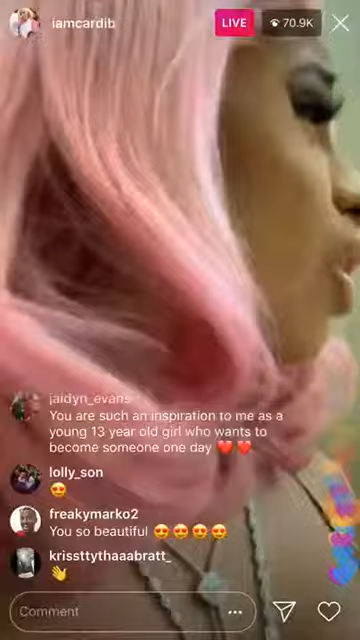 iamcardib
LIVE
70.9K
jaidyn_evans
You are such an inspiration to me as a
young 13 year old girl who wants to
become someone one day ❤️❤️
lolly_son
😍
freakymarko2
You so beautiful 😍😍😍😍
krissttythaaabratt_
👋
Comment